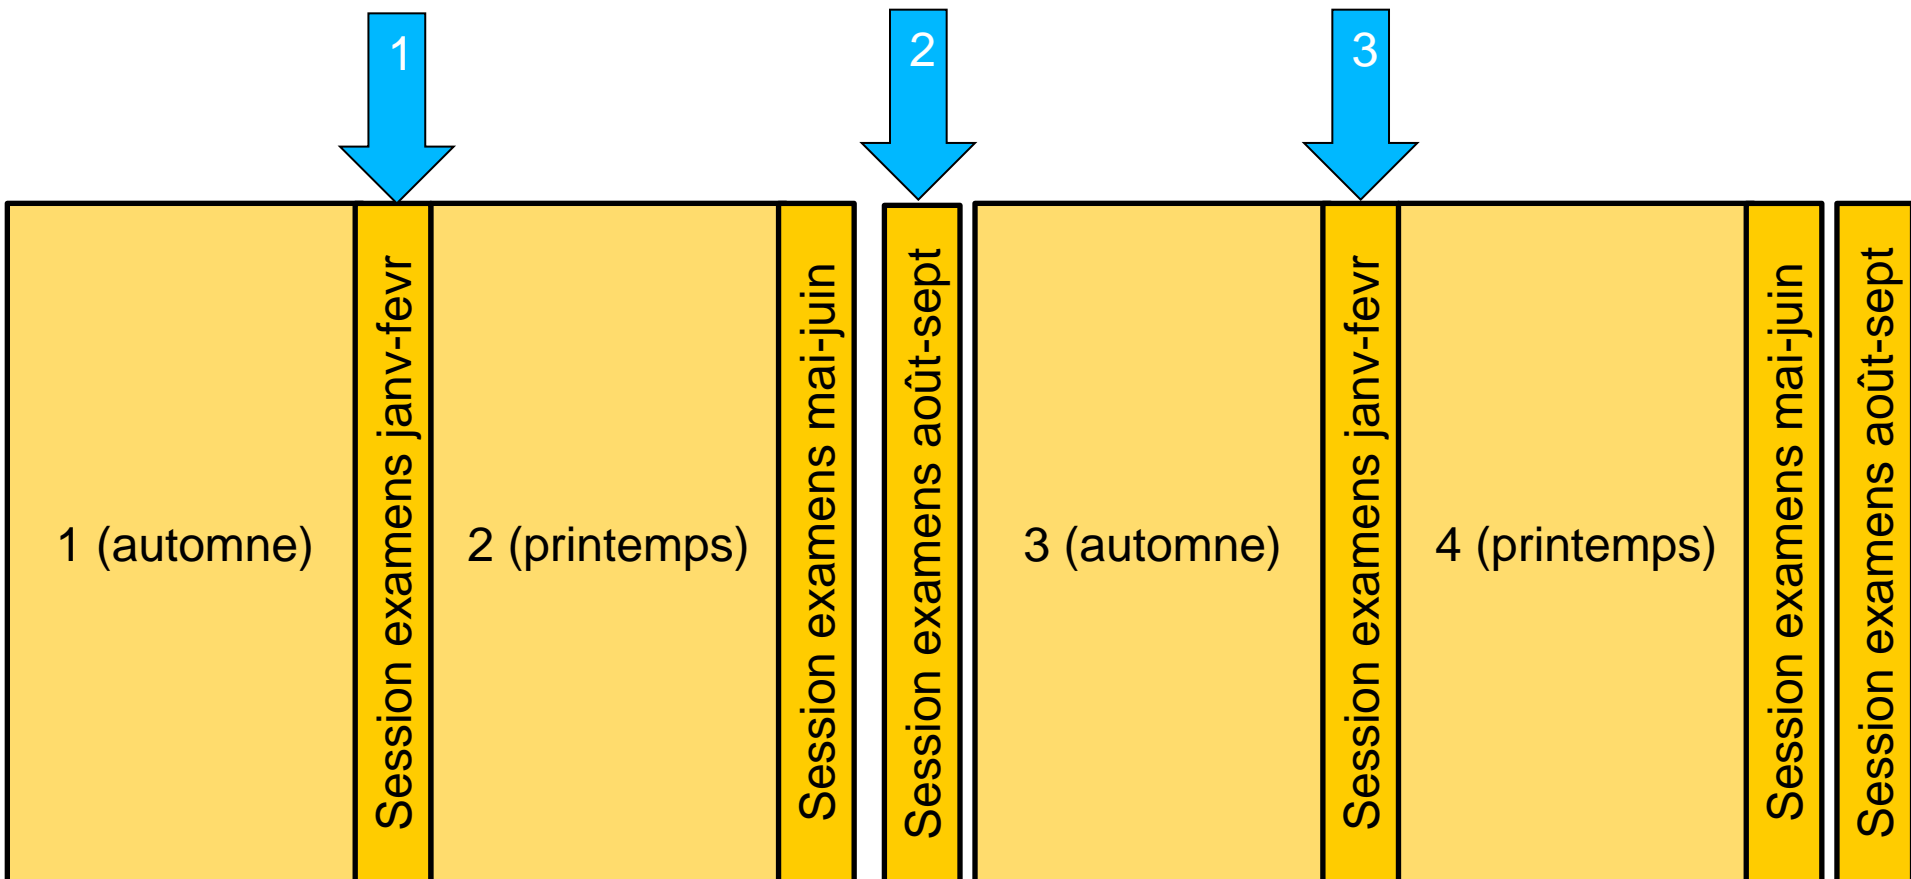 1
2
3
1 (automne)
Session examens janv-fevr
2 (printemps)
Session examens mai-juin
Session examens août-sept
3 (automne)
Session examens janv-fevr
4 (printemps)
Session examens mai-juin
Session examens août-sept